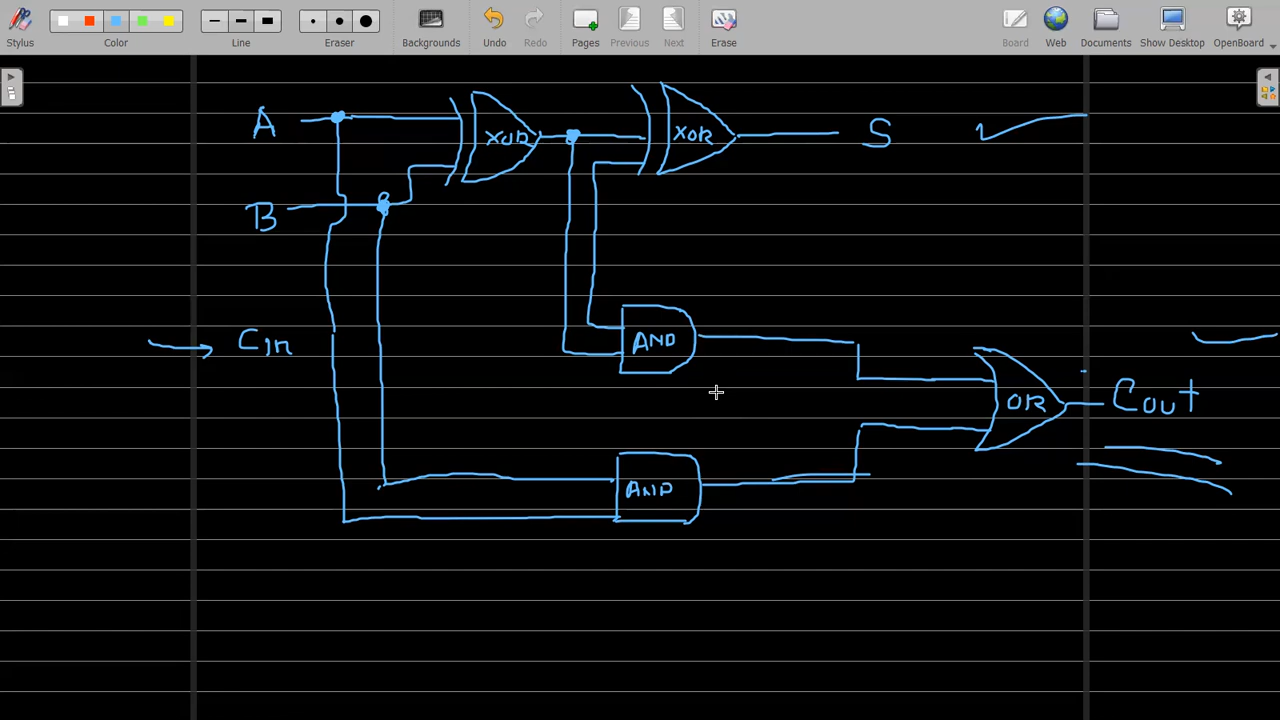 Stylus
Color
Line
Eraser
Backgrounds
Undo
Redo
Pages
Previous
Next
Erase
Board
Web
Documents
Show Desktop
OpenBoard
A
XOR
XOR
S
B
Cin
AND
OR
Cout
AND